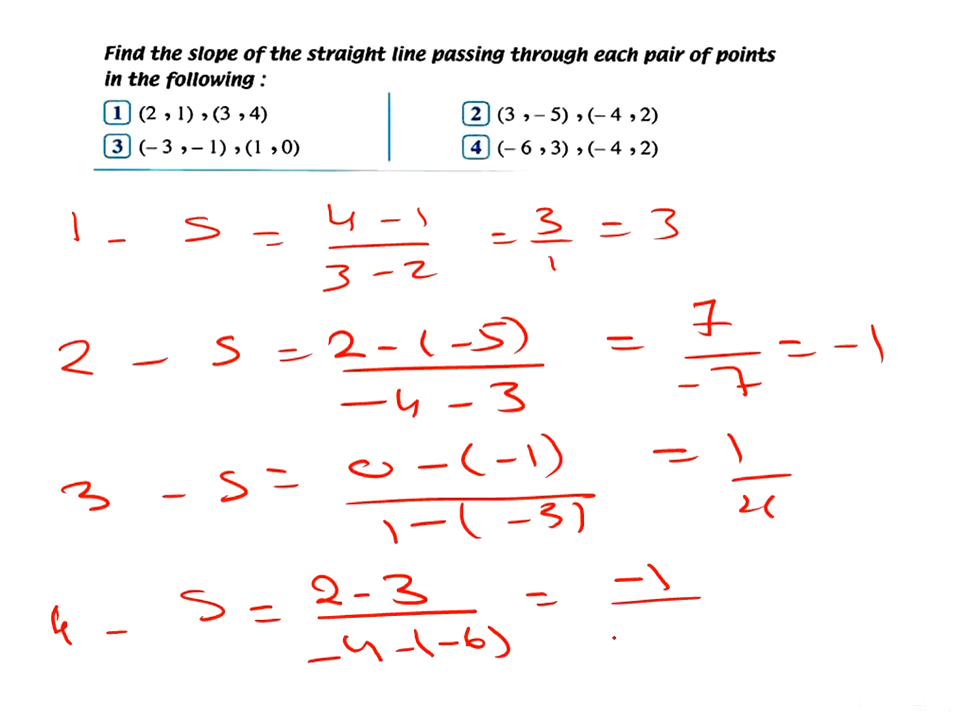 Find the slope of the straight line passing through each pair of points
in the following :
1 (2 , 1) , (3 , 4)
2 (3 , – 5) , (– 4 , 2)
3 (– 3 , – 1) , (1 , 0)
4 (– 6 , 3) , (– 4 , 2)
1 - S = 4 - 1 / 3 - 2 = 3 / 1 = 3
2 - S = 2 - (-5) / -4 - 3 = 7 / -7 = -1
3 - S = 0 - (-1) / 1 - (-3) = 1 / 4
4 - S = 2 - 3 / -4 - (-6) = -1 /